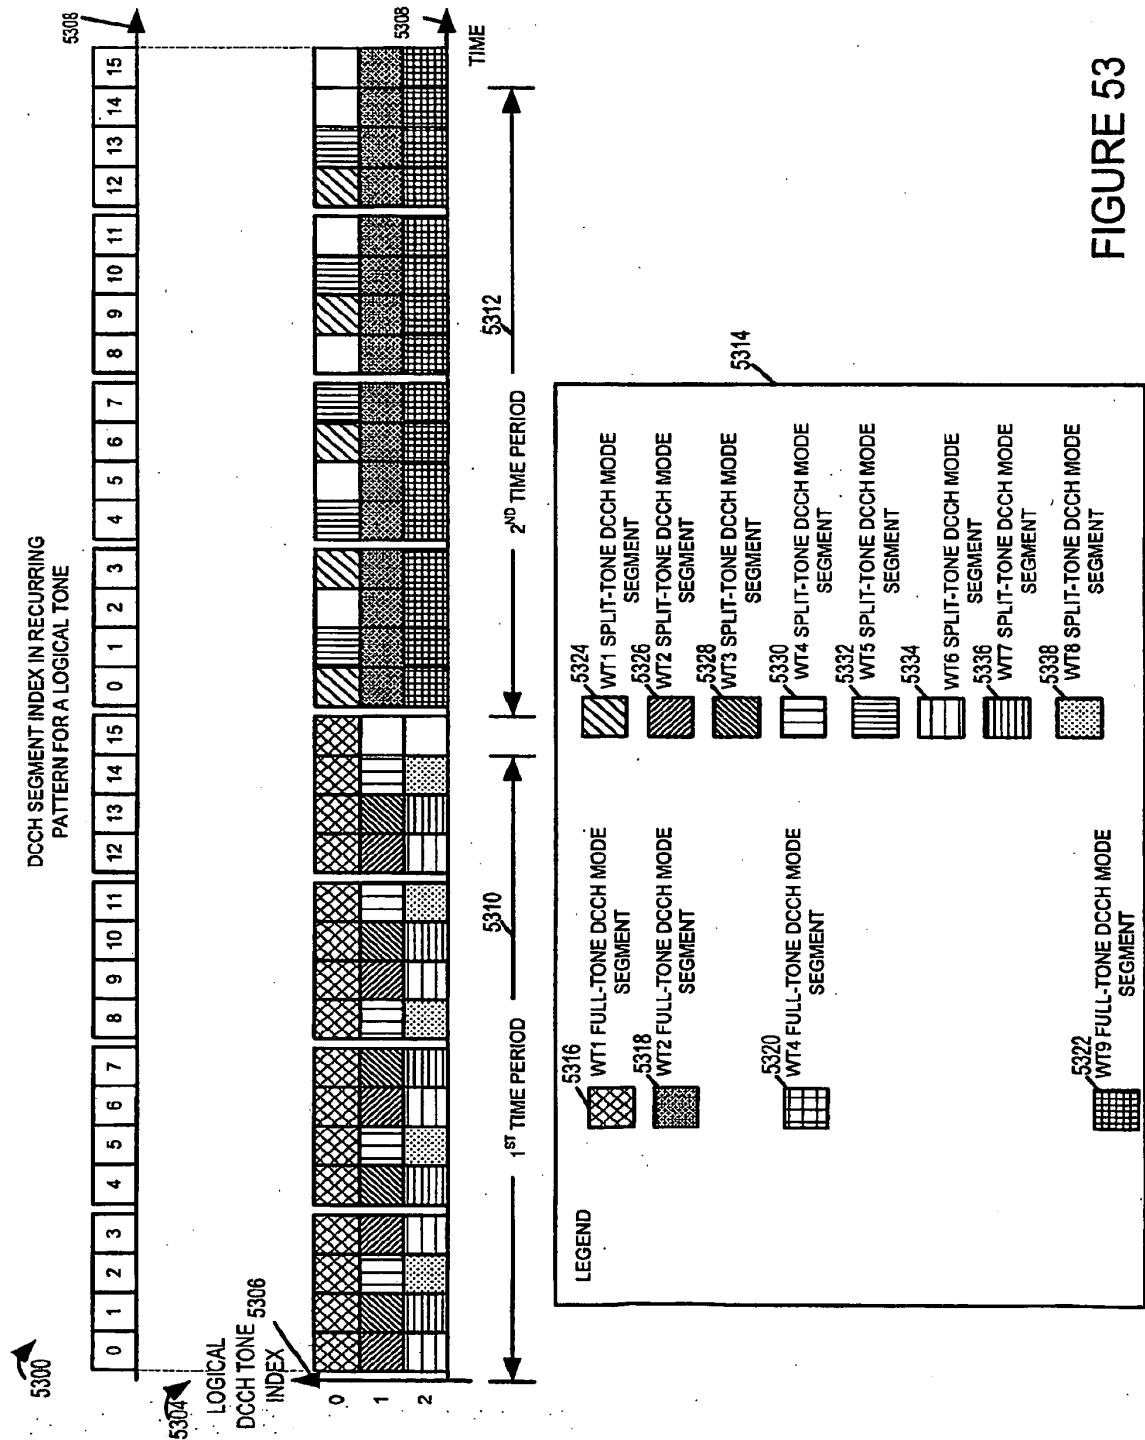 5300
DCCH SEGMENT INDEX IN RECURRING
PATTERN FOR A LOGICAL TONE
0 1 2 3 4 5 6 7 8 9 10 11 12 13 14 15 0 1 2 3 4 5 6 7 8 9 10 11 12 13 14 15
5308
5304
LOGICAL
DCCH TONE
INDEX
5306
0
1
2
5308
TIME
1ST TIME PERIOD
5310
2ND TIME PERIOD
5312
5314
LEGEND
5316
WT1 FULL-TONE DCCH MODE
SEGMENT
5318
WT2 FULL-TONE DCCH MODE
SEGMENT
5320
WT4 FULL-TONE DCCH MODE
SEGMENT
5322
WT9 FULL-TONE DCCH MODE
SEGMENT
5324
WT1 SPLIT-TONE DCCH MODE
SEGMENT
5326
WT2 SPLIT-TONE DCCH MODE
SEGMENT
5328
WT3 SPLIT-TONE DCCH MODE
SEGMENT
5330
WT4 SPLIT-TONE DCCH MODE
SEGMENT
5332
WT5 SPLIT-TONE DCCH MODE
SEGMENT
5334
WT6 SPLIT-TONE DCCH MODE
SEGMENT
5336
WT7 SPLIT-TONE DCCH MODE
SEGMENT
5338
WT8 SPLIT-TONE DCCH MODE
SEGMENT
FIGURE 53